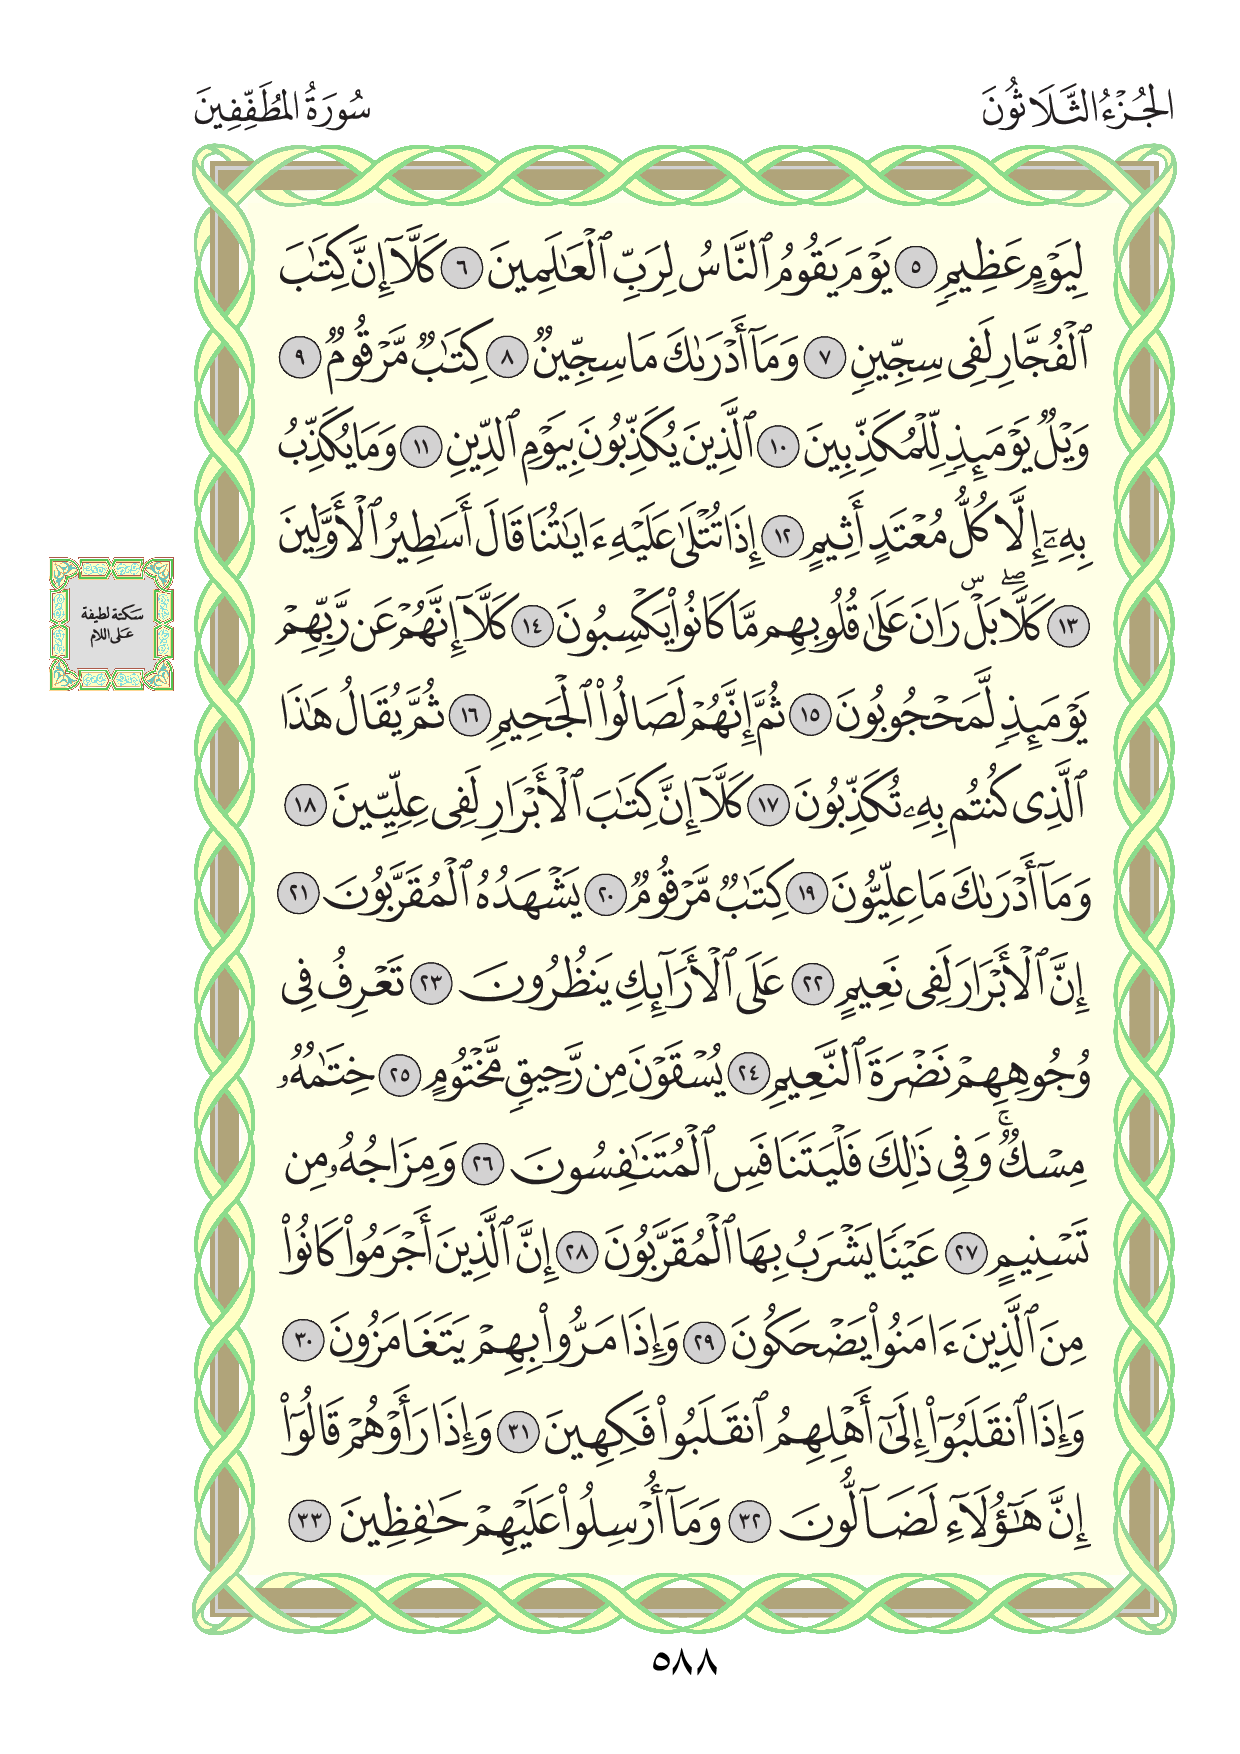 الجُزْءُ الثَّلَاثُونَ
سُورَةُ المُطَفِّفِينَ
لِيَوْمٍ عَظِيمٍ ٥ يَوْمَ يَقُومُ ٱلنَّاسُ لِرَبِّ ٱلْعَٰلَمِينَ ٦ كَلَّآ إِنَّ كِتَٰبَ
ٱلْفُجَّارِ لَفِى سِجِّينٍ ٧ وَمَآ أَدْرَىٰكَ مَا سِجِّينٌ ٨ كِتَٰبٌ مَّرْقُومٌ ٩
وَيْلٌ يَوْمَئِذٍ لِّلْمُكَذِّبِينَ ١٠ ٱلَّذِينَ يُكَذِّبُونَ بِيَوْمِ ٱلدِّينِ ١١ وَمَا يُكَذِّبُ
بِهِۦٓ إِلَّا كُلُّ مُعْتَدٍ أَثِيمٍ ١٢ إِذَا تُتْلَىٰ عَلَيْهِ ءَايَٰتُنَا قَالَ أَسَٰطِيرُ ٱلْأَوَّلِينَ
١٣ كَلَّاۖ بَلْۜ رَانَ عَلَىٰ قُلُوبِهِم مَّا كَانُوا۟ يَكْسِبُونَ ١٤ كَلَّآ إِنَّهُمْ عَن رَّبِّهِمْ
سَكتة لطيفة
عَلى اللام
يَوْمَئِذٍ لَّمَحْجُوبُونَ ١٥ ثُمَّ إِنَّهُمْ لَصَالُوا۟ ٱلْجَحِيمِ ١٦ ثُمَّ يُقَالُ هَٰذَا
ٱلَّذِى كُنتُم بِهِۦ تُكَذِّبُونَ ١٧ كَلَّآ إِنَّ كِتَٰبَ ٱلْأَبْرَارِ لَفِى عِلِّيِّينَ ١٨
وَمَآ أَدْرَىٰكَ مَا عِلِّيُّونَ ١٩ كِتَٰبٌ مَّرْقُومٌ ٢٠ يَشْهَدُهُ ٱلْمُقَرَّبُونَ ٢١
إِنَّ ٱلْأَبْرَارَ لَفِى نَعِيمٍ ٢٢ عَلَى ٱلْأَرَآئِكِ يَنظُرُونَ ٢٣ تَعْرِفُ فِى
وُجُوهِهِمْ نَضْرَةَ ٱلنَّعِيمِ ٢٤ يُسْقَوْنَ مِن رَّحِيقٍ مَّخْتُومٍ ٢٥ خِتَٰمُهُۥ
مِسْكٌۚ وَفِى ذَٰلِكَ فَلْيَتَنَافَسِ ٱلْمُتَنَٰفِسُونَ ٢٦ وَمِزَاجُهُۥ مِن
تَسْنِيمٍ ٢٧ عَيْنًا يَشْرَبُ بِهَا ٱلْمُقَرَّبُونَ ٢٨ إِنَّ ٱلَّذِينَ أَجْرَمُوا۟ كَانُوا۟
مِنَ ٱلَّذِينَ ءَامَنُوا۟ يَضْحَكُونَ ٢٩ وَإِذَا مَرُّوا۟ بِهِمْ يَتَغَامَزُونَ ٣٠
وَإِذَا ٱنقَلَبُوٓا۟ إِلَىٰٓ أَهْلِهِمُ ٱنقَلَبُوا۟ فَكِهِينَ ٣١ وَإِذَا رَأَوْهُمْ قَالُوٓا۟
إِنَّ هَٰٓؤُلَآءِ لَضَآلُّونَ ٣٢ وَمَآ أُرْسِلُوا۟ عَلَيْهِمْ حَٰفِظِينَ ٣٣
٥٨٨